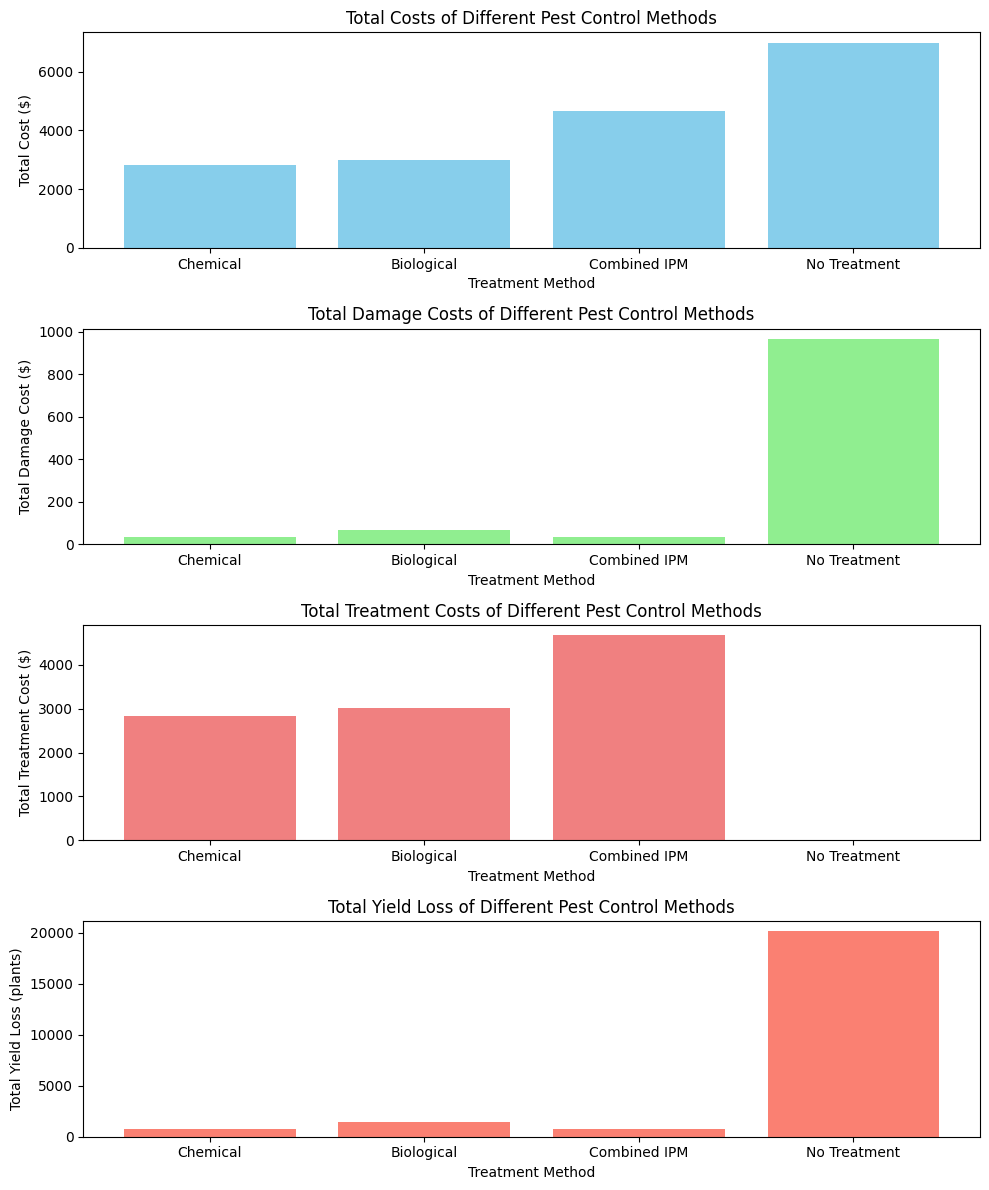 Total Costs of Different Pest Control Methods
Total Cost ($)
6000
4000
2000
0
Chemical Biological Combined IPM No Treatment
Treatment Method
Total Damage Costs of Different Pest Control Methods
Total Damage Cost ($)
1000
800
600
400
200
0
Chemical Biological Combined IPM No Treatment
Treatment Method
Total Treatment Costs of Different Pest Control Methods
Total Treatment Cost ($)
4000
3000
2000
1000
0
Chemical Biological Combined IPM No Treatment
Treatment Method
Total Yield Loss of Different Pest Control Methods
Total Yield Loss (plants)
20000
15000
10000
5000
0
Chemical Biological Combined IPM No Treatment
Treatment Method